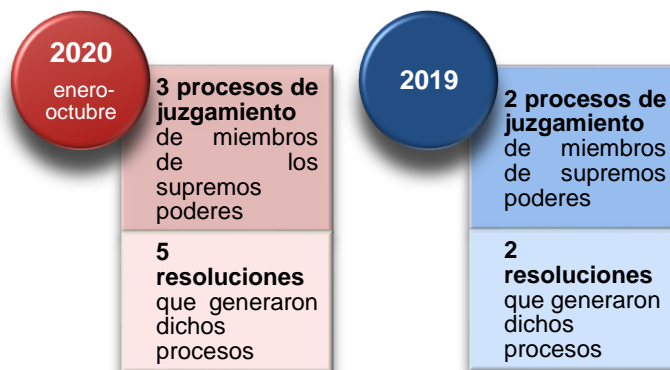 2020
enero-
octubre
3 procesos de
juzgamiento
de miembros
de los
supremos
poderes
5
resoluciones
que generaron
dichos
procesos
2019
2 procesos de
juzgamiento
de miembros
de supremos
poderes
2
resoluciones
que generaron
dichos
procesos